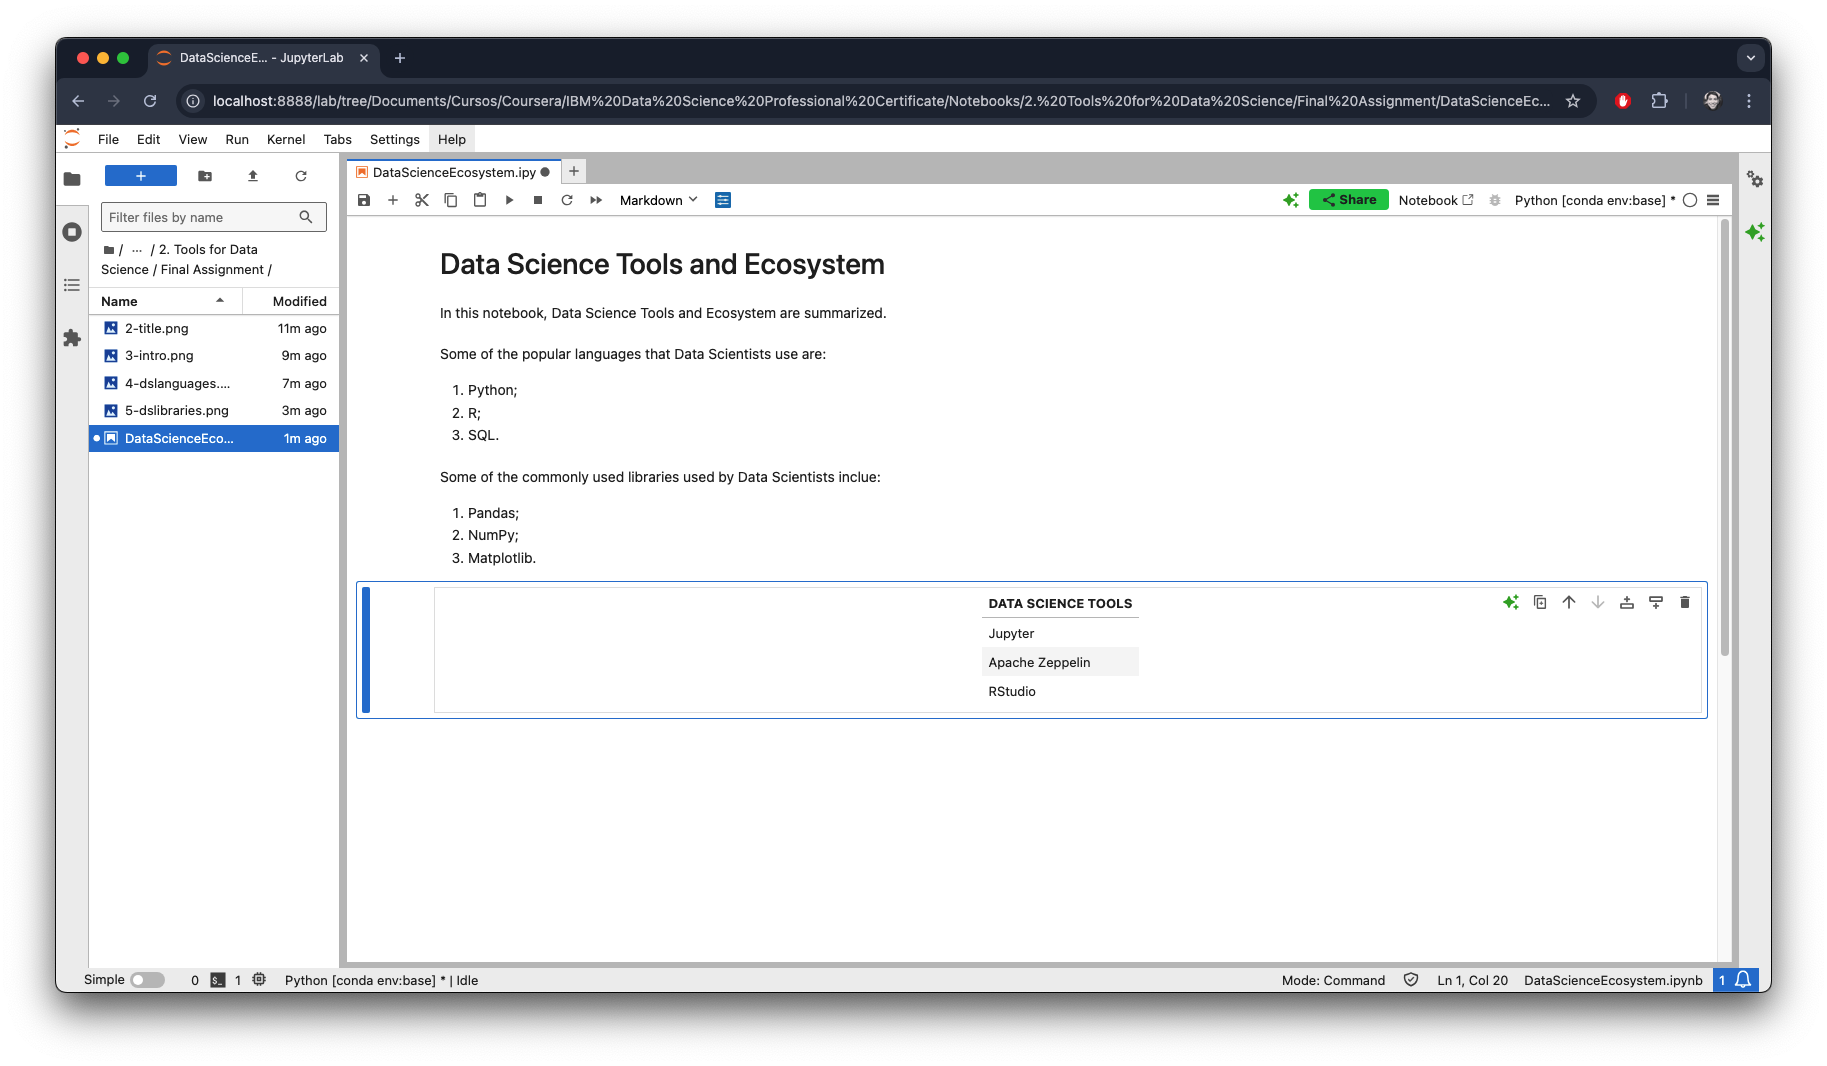 DataScienceE... - JupyterLab
localhost:8888/lab/tree/Documents/Cursos/Coursera/IBM%20Data%20Science%20Professional%20Certificate/Notebooks/2.%20Tools%20for%20Data%20Science/Final%20Assignment/DataScienceEc...
File Edit View Run Kernel Tabs Settings Help
DataScienceEcosystem.ipy
Markdown
Share
Notebook
Python [conda env:base] *
Filter files by name
/ ... / 2. Tools for Data
Science / Final Assignment /
Name Modified
2-title.png 11m ago
3-intro.png 9m ago
4-dslanguages.... 7m ago
5-dslibraries.png 3m ago
DataScienceEco... 1m ago
Data Science Tools and Ecosystem
In this notebook, Data Science Tools and Ecosystem are summarized.
Some of the popular languages that Data Scientists use are:
1. Python;
2. R;
3. SQL.
Some of the commonly used libraries used by Data Scientists inclue:
1. Pandas;
2. NumPy;
3. Matplotlib.
DATA SCIENCE TOOLS
Jupyter
Apache Zeppelin
RStudio
Simple 0 $_ 1 Python [conda env:base] * | Idle
Mode: Command Ln 1, Col 20 DataScienceEcosystem.ipynb 1